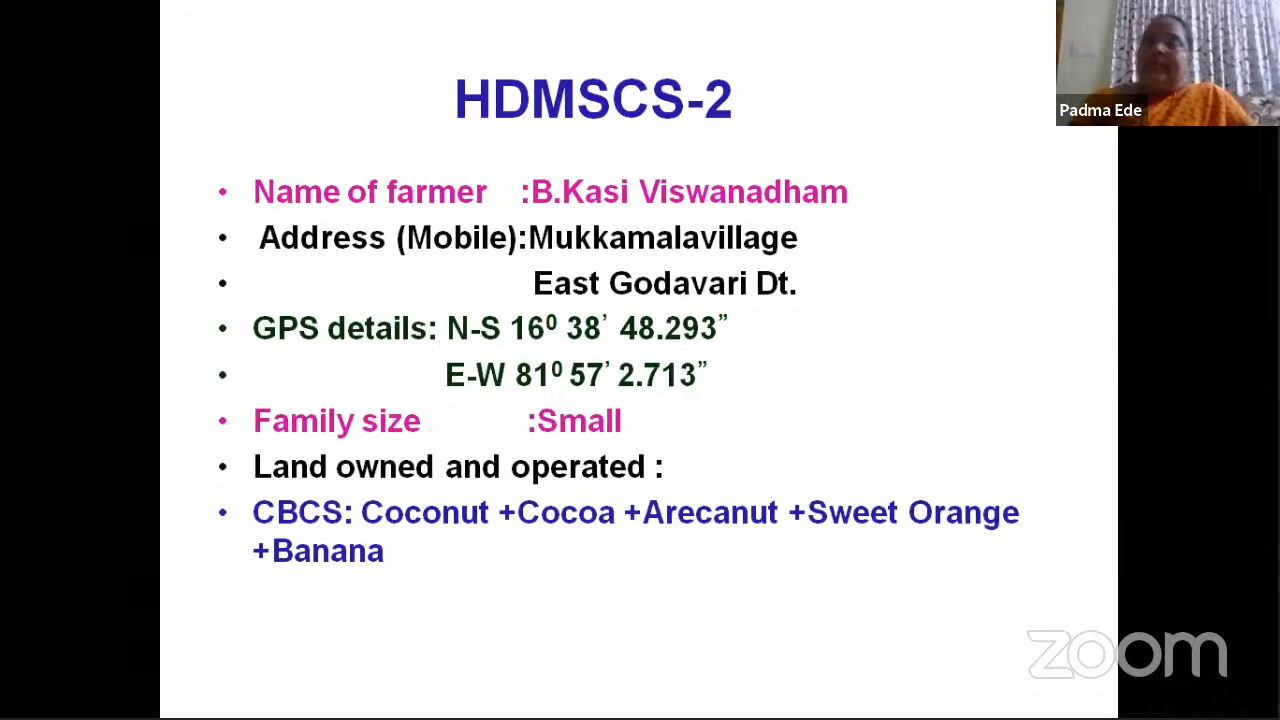 HDMSCS-2
Padma Ede
• Name of farmer :B.Kasi Viswanadham
• Address (Mobile):Mukkamalavillage
• East Godavari Dt.
• GPS details: N-S 16⁰ 38’ 48.293”
• E-W 81⁰ 57’ 2.713”
• Family size :Small
• Land owned and operated :
• CBCS: Coconut +Cocoa +Arecanut +Sweet Orange
+Banana
zoom